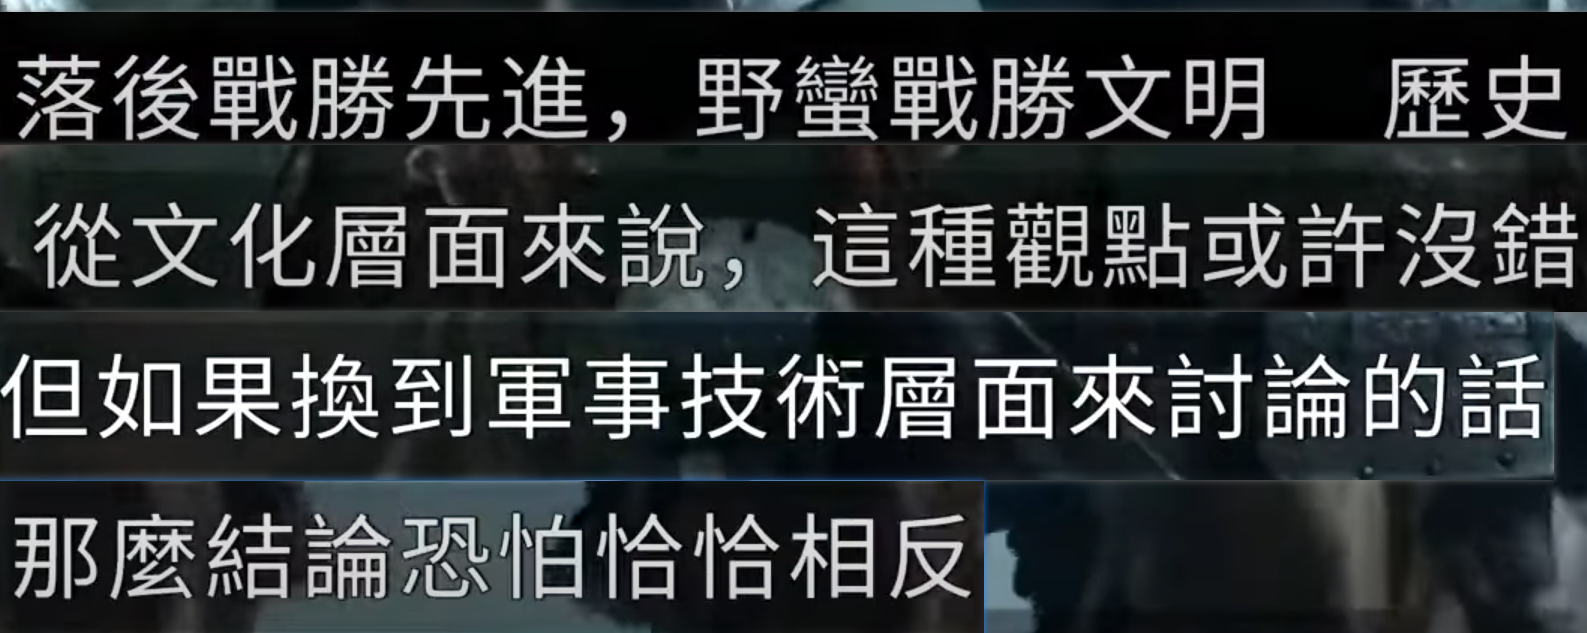 落後戰勝先進，野蠻戰勝文明　歷史
從文化層面來說，這種觀點或許沒錯
但如果換到軍事技術層面來討論的話
那麼結論恐怕恰恰相反